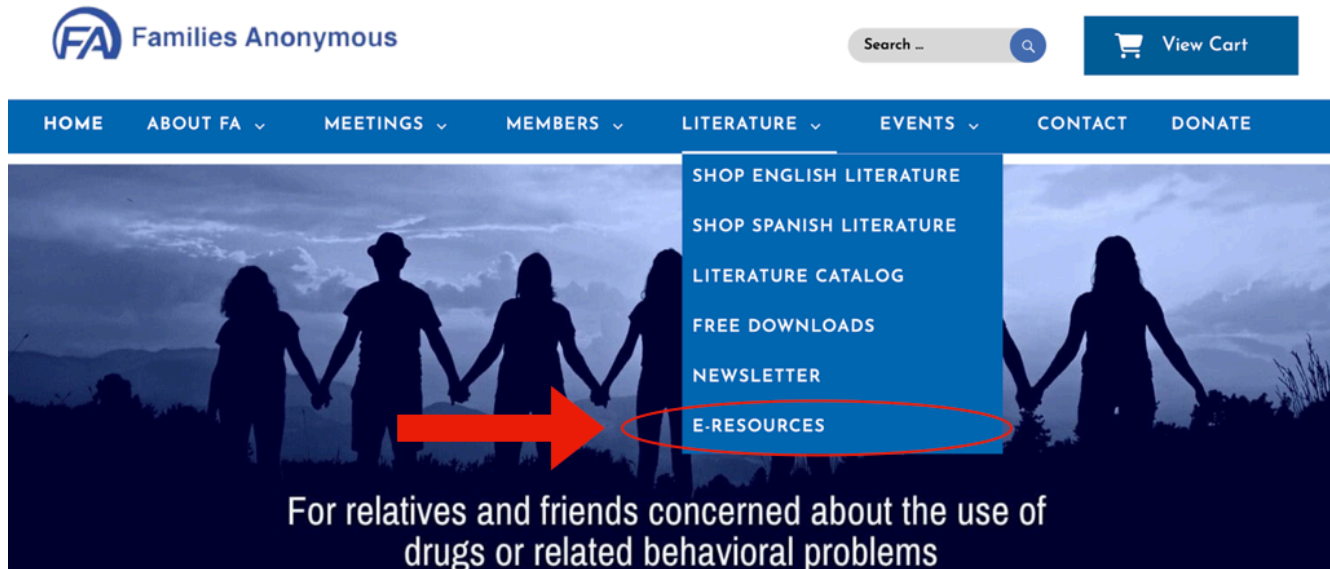 FA Families Anonymous
Search ...
View Cart
HOME ABOUT FA MEETINGS MEMBERS LITERATURE EVENTS CONTACT DONATE
SHOP ENGLISH LITERATURE
SHOP SPANISH LITERATURE
LITERATURE CATALOG
FREE DOWNLOADS
NEWSLETTER
E-RESOURCES
For relatives and friends concerned about the use of
drugs or related behavioral problems